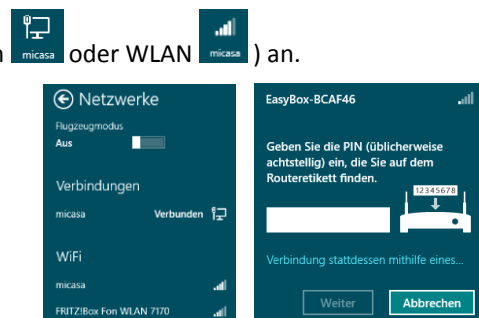 n micasa oder WLAN micasa ) an.
Netzwerke
Flugzeugmodus
Aus
Verbindungen
micasa Verbunden
WiFi
micasa
FRITZ!Box Fon WLAN 7170
EasyBox-BCAF46
Geben Sie die PIN (üblicherweise
achtstellig) ein, die Sie auf dem
Routeretikett finden.
12345678
Verbindung stattdessen mithilfe eines...
Weiter Abbrechen